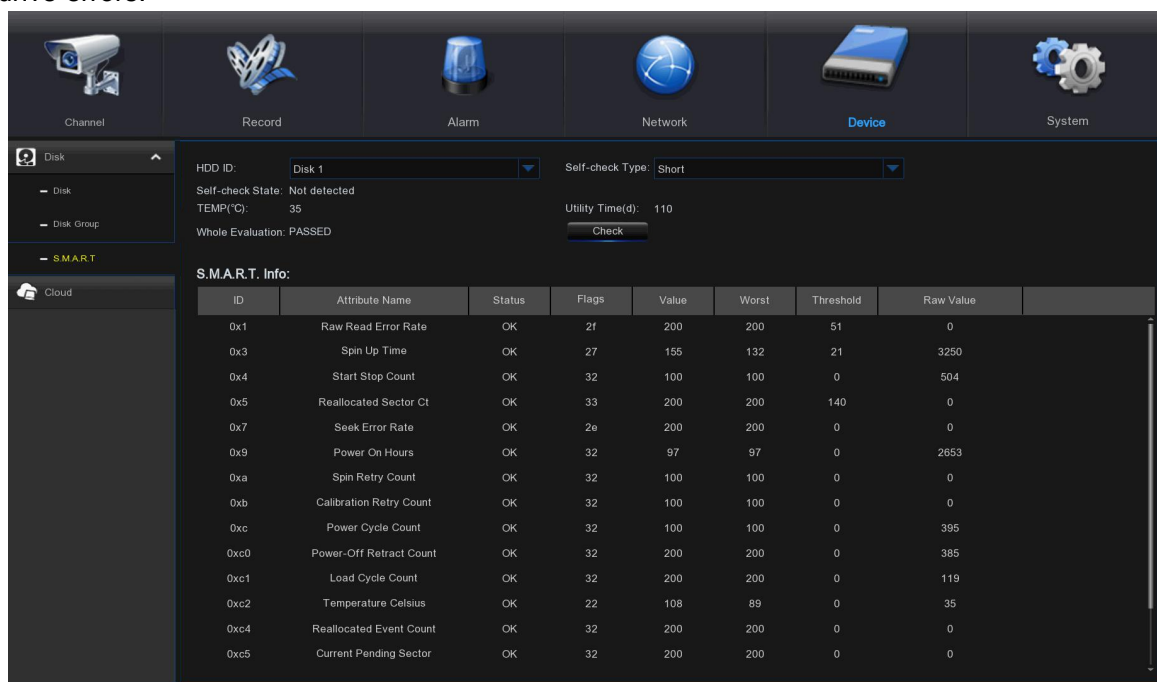 drive errors.
Channel Record Alarm Network Device System
Disk
Disk
Disk Group
S.M.A.R.T
Cloud
HDD ID: Disk 1 Self-check Type: Short
Self-check State: Not detected
TEMP(°C): 35 Utility Time(d): 110
Whole Evaluation: PASSED Check
S.M.A.R.T. Info:
ID Attribute Name Status Flags Value Worst Threshold Raw Value
0x1 Raw Read Error Rate OK 2f 200 200 51 0
0x3 Spin Up Time OK 27 155 132 21 3250
0x4 Start Stop Count OK 32 100 100 0 504
0x5 Reallocated Sector Ct OK 33 200 200 140 0
0x7 Seek Error Rate OK 2e 200 200 0 0
0x9 Power On Hours OK 32 97 97 0 2653
0xa Spin Retry Count OK 32 100 100 0 0
0xb Calibration Retry Count OK 32 100 100 0 0
0xc Power Cycle Count OK 32 100 100 0 395
0xc0 Power-Off Retract Count OK 32 200 200 0 385
0xc1 Load Cycle Count OK 32 200 200 0 119
0xc2 Temperature Celsius OK 22 108 89 0 35
0xc4 Reallocated Event Count OK 32 200 200 0 0
0xc5 Current Pending Sector OK 32 200 200 0 0